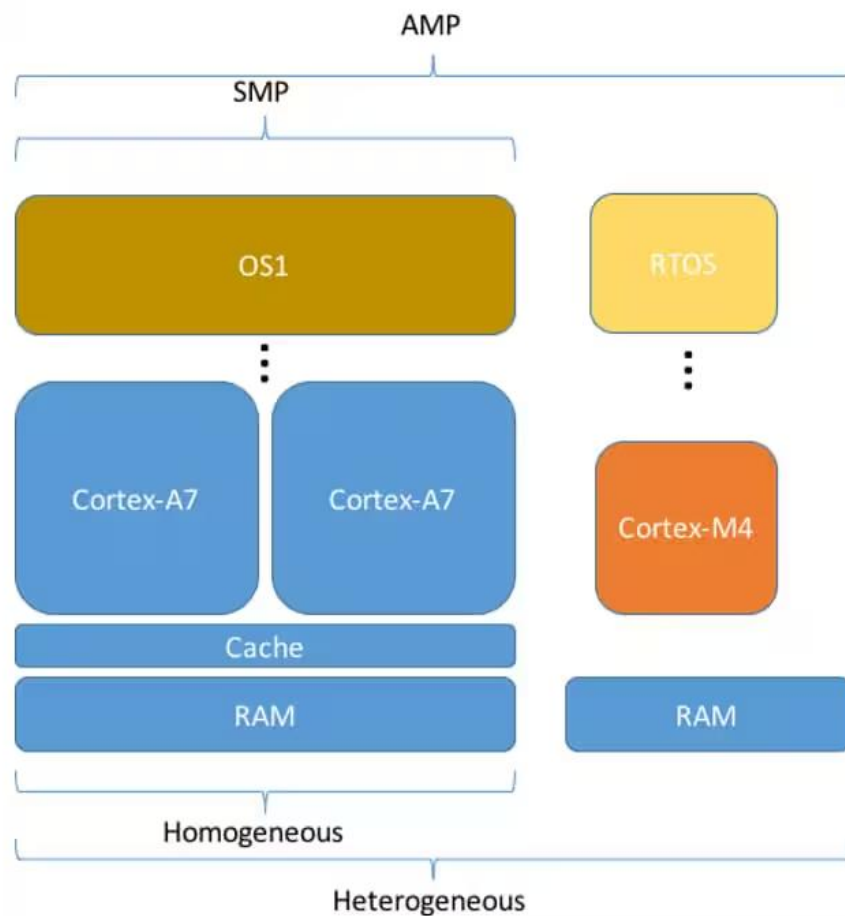 AMP
SMP
OS1
RTOS
Cortex-A7
Cortex-A7
Cortex-M4
Cache
RAM
RAM
Homogeneous
Heterogeneous